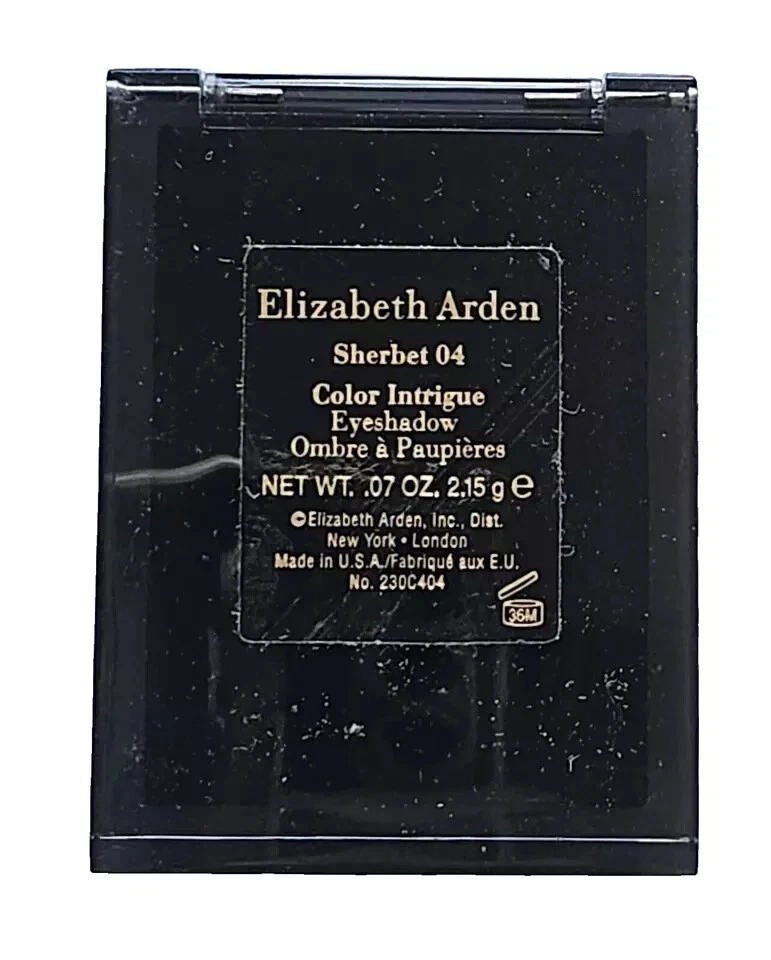 Elizabeth Arden
Sherbet 04
Color Intrigue
Eyeshadow
Ombre à Paupières
NET WT. .07 OZ. 2.15 g ℮
©Elizabeth Arden, Inc., Dist.
New York • London
Made in U.S.A./Fabriqué aux E.U.
No. 230C404
36M